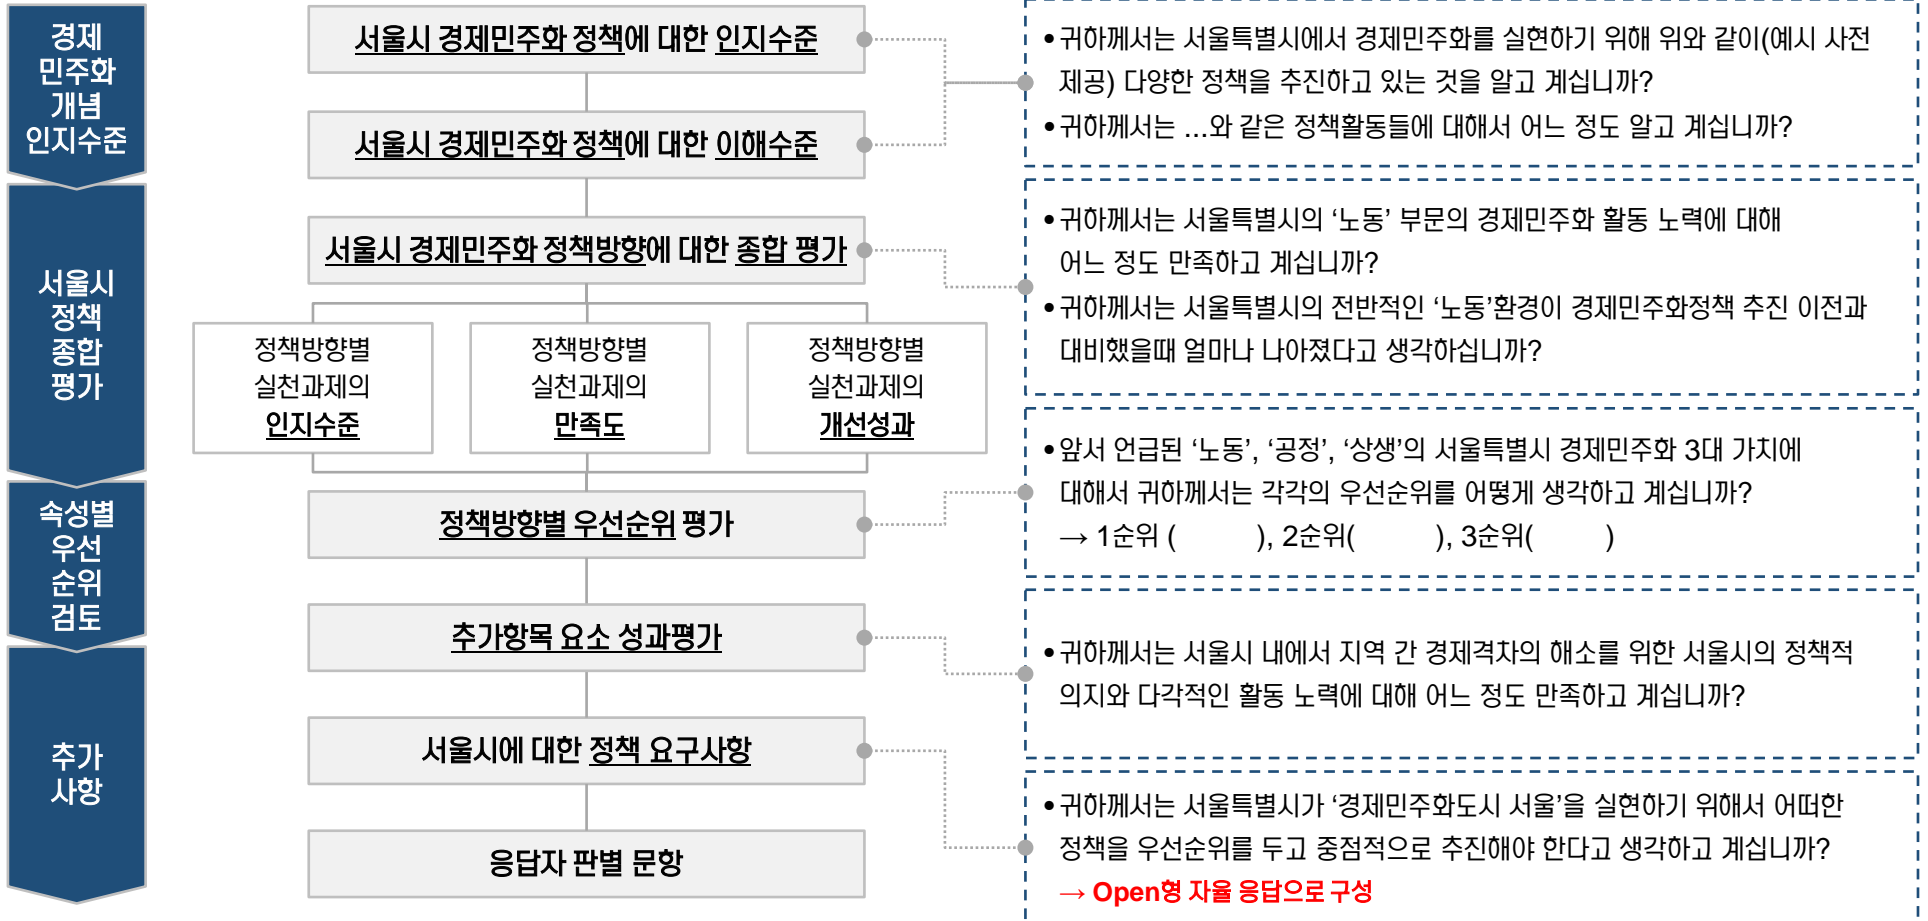 경제
민주화
개념
인지수준
서울시
정책
종합
평가
속성별
우선
순위
검토
추가
사항
서울시 경제민주화 정책에 대한 인지수준
서울시 경제민주화 정책에 대한 이해수준
서울시 경제민주화 정책방향에 대한 종합 평가
정책방향별
실천과제의
인지수준
정책방향별
실천과제의
만족도
정책방향별
실천과제의
개선성과
정책방향별 우선순위 평가
추가항목 요소 성과평가
서울시에 대한 정책 요구사항
응답자 판별 문항
• 귀하께서는 서울특별시에서 경제민주화를 실현하기 위해 위와 같이(예시 사전
제공) 다양한 정책을 추진하고 있는 것을 알고 계십니까?
• 귀하께서는 …와 같은 정책활동들에 대해서 어느 정도 알고 계십니까?
• 귀하께서는 서울특별시의 ‘노동’ 부문의 경제민주화 활동 노력에 대해
어느 정도 만족하고 계십니까?
• 귀하께서는 서울특별시의 전반적인 ‘노동’환경이 경제민주화정책 추진 이전과
대비했을때 얼마나 나아졌다고 생각하십니까?
• 앞서 언급된 ‘노동’, ‘공정’, ‘상생’의 서울특별시 경제민주화 3대 가치에
대해서 귀하께서는 각각의 우선순위를 어떻게 생각하고 계십니까?
→ 1순위 (          ), 2순위(          ), 3순위(          )
• 귀하께서는 서울시 내에서 지역 간 경제격차의 해소를 위한 서울시의 정책적
의지와 다각적인 활동 노력에 대해 어느 정도 만족하고 계십니까?
• 귀하께서는 서울특별시가 ‘경제민주화도시 서울’을 실현하기 위해서 어떠한
정책을 우선순위를 두고 중점적으로 추진해야 한다고 생각하고 계십니까?
→ Open형 자율 응답으로 구성